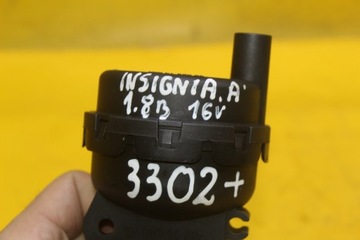 INSIGNIA "A"
1.8B 16V
3302+